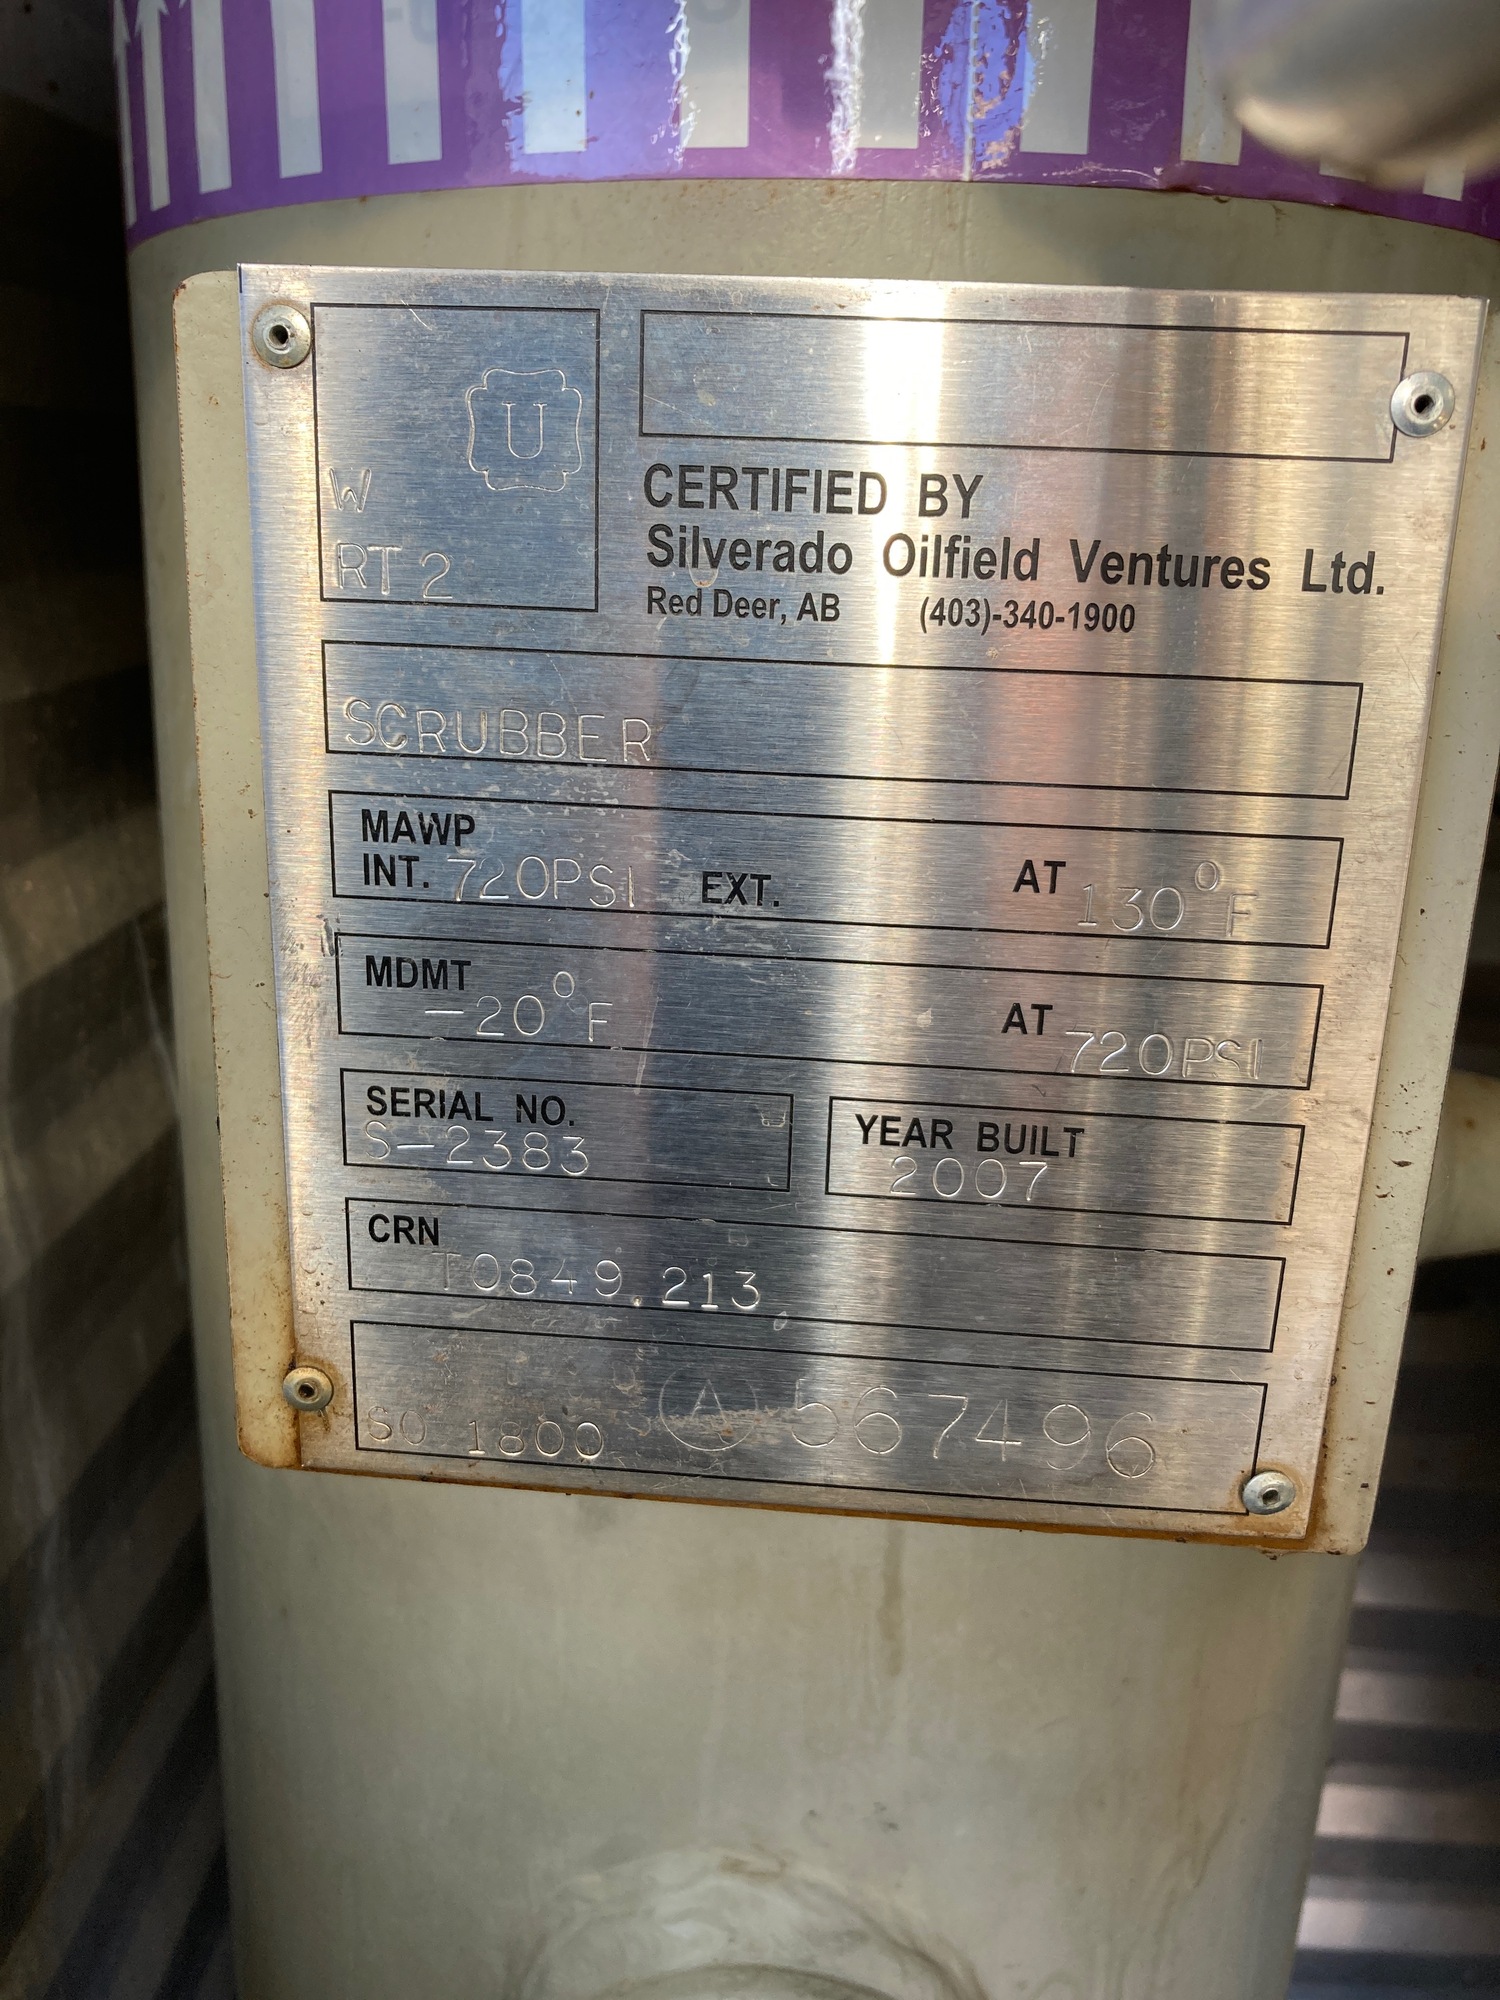 U
W
RT 2
CERTIFIED BY
Silverado Oilfield Ventures Ltd.
Red Deer, AB (403)-340-1900
SCRUBBER
MAWP
INT. 720PSI EXT. AT 130°F
MDMT
-20°F AT 720PSI
SERIAL NO.
S-2383
YEAR BUILT
2007
CRN
T0849.213
SO 1800 A 567496